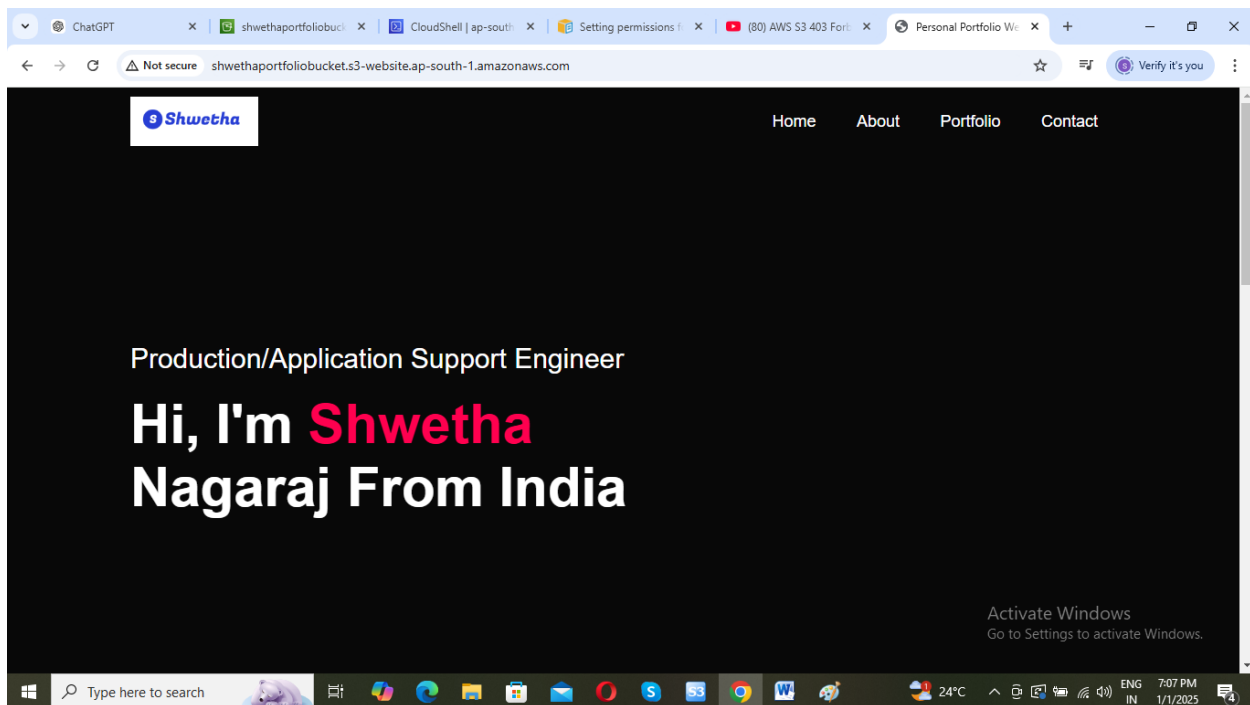 ChatGPT
shwethaportfoliobuck
CloudShell | ap-south
Setting permissions f
(80) AWS S3 403 Forb
Personal Portfolio We
Not secure
shwethaportfoliobucket.s3-website.ap-south-1.amazonaws.com
Verify it's you
S Shwetha
Home About Portfolio Contact
Production/Application Support Engineer
Hi, I'm Shwetha
Nagaraj From India
Activate Windows
Go to Settings to activate Windows.
Type here to search
S3
24°C
ENG
IN
7:07 PM
1/1/2025
4